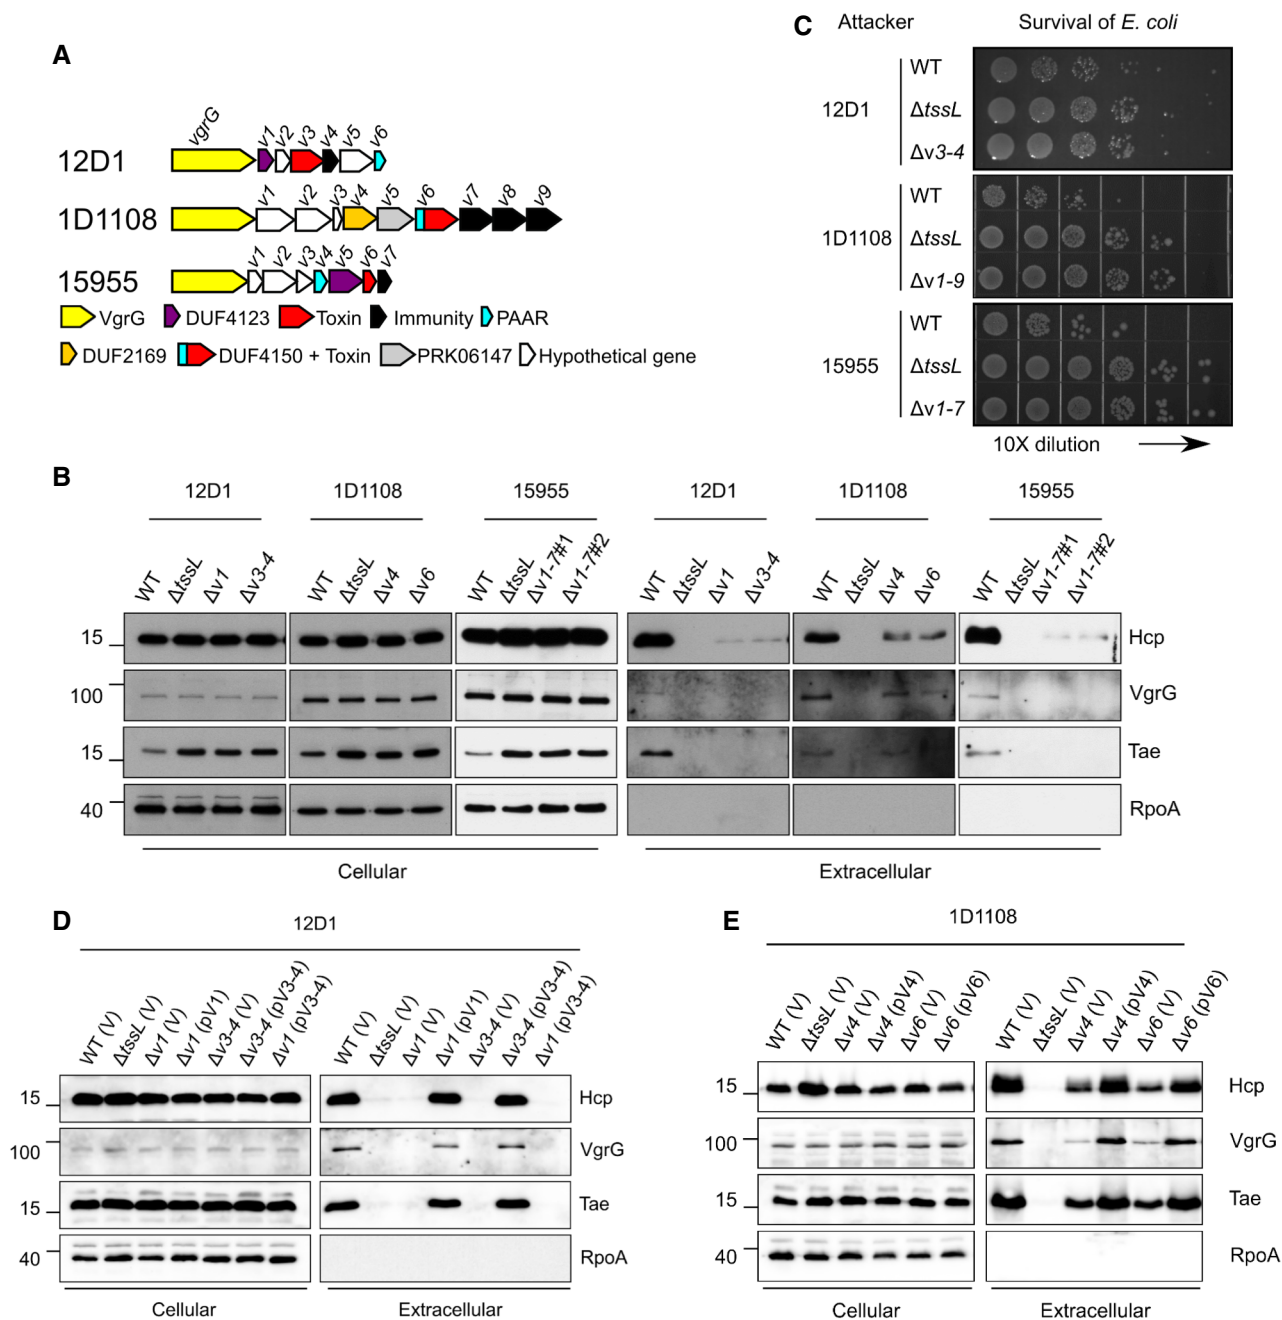 A
vgrG
12D1
v1 v2 v3 v4 v5 v6
1D1108
v1 v2 v3 v4 v5 v6 v7 v8 v9
15955
v1 v2 v3 v4 v5 v6 v7
VgrG DUF4123 Toxin Immunity PAAR
DUF2169 DUF4150 + Toxin PRK06147 Hypothetical gene
C
Attacker Survival of E. coli
12D1
WT
ΔtssL
Δv3-4
1D1108
WT
ΔtssL
Δv1-9
15955
WT
ΔtssL
Δv1-7
10X dilution
B
12D1 1D1108 15955 12D1 1D1108 15955
WT ΔtssL Δv1 Δv3-4 WT ΔtssL Δv4 Δv6 WT ΔtssL Δv1-7#1 Δv1-7#2 WT ΔtssL Δv1 Δv3-4 WT ΔtssL Δv4 Δv6 WT ΔtssL Δv1-7#1 Δv1-7#2
15 Hcp
100 VgrG
15 Tae
40 RpoA
Cellular Extracellular
D
12D1
WT (V) ΔtssL (V) Δv1 (V) Δv1 (pV1) Δv3-4 (V) Δv3-4 (pV3-4) Δv1 (pV3-4) WT (V) ΔtssL (V) Δv1 (V) Δv1 (pV1) Δv3-4 (V) Δv3-4 (pV3-4) Δv1 (pV3-4)
15 Hcp
100 VgrG
15 Tae
40 RpoA
Cellular Extracellular
E
1D1108
WT (V) ΔtssL (V) Δv4 (V) Δv4 (pV4) Δv6 (V) Δv6 (pV6) WT (V) ΔtssL (V) Δv4 (V) Δv4 (pV4) Δv6 (V) Δv6 (pV6)
15 Hcp
100 VgrG
15 Tae
40 RpoA
Cellular Extracellular